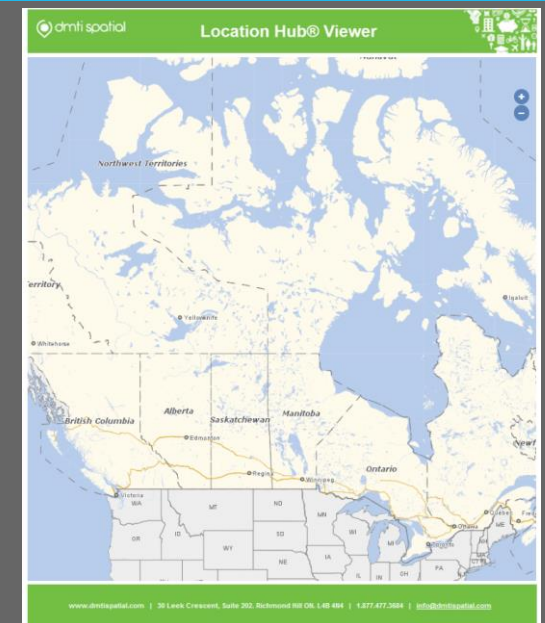 dmti spatial
Location Hub® Viewer
Northwest Territories
Iqaluit
erritory
Yellowknife
Whitehorse
Alberta
Manitoba
British Columbia
Saskatchewan
Edmonton
Ontario
Regina
Winnipeg
Victoria
WA
MT
ND
MN
Ottawa
Quebec
ME
OR
ID
SD
WI
MI
Toronto
WY
IA
NE
PA
IL
IN
OH
www.dmtispatial.com | 30 Leek Crescent, Suite 202. Richmond Hill ON. L4B 4N4 | 1.877.477.3684 | info@dmtispatial.com